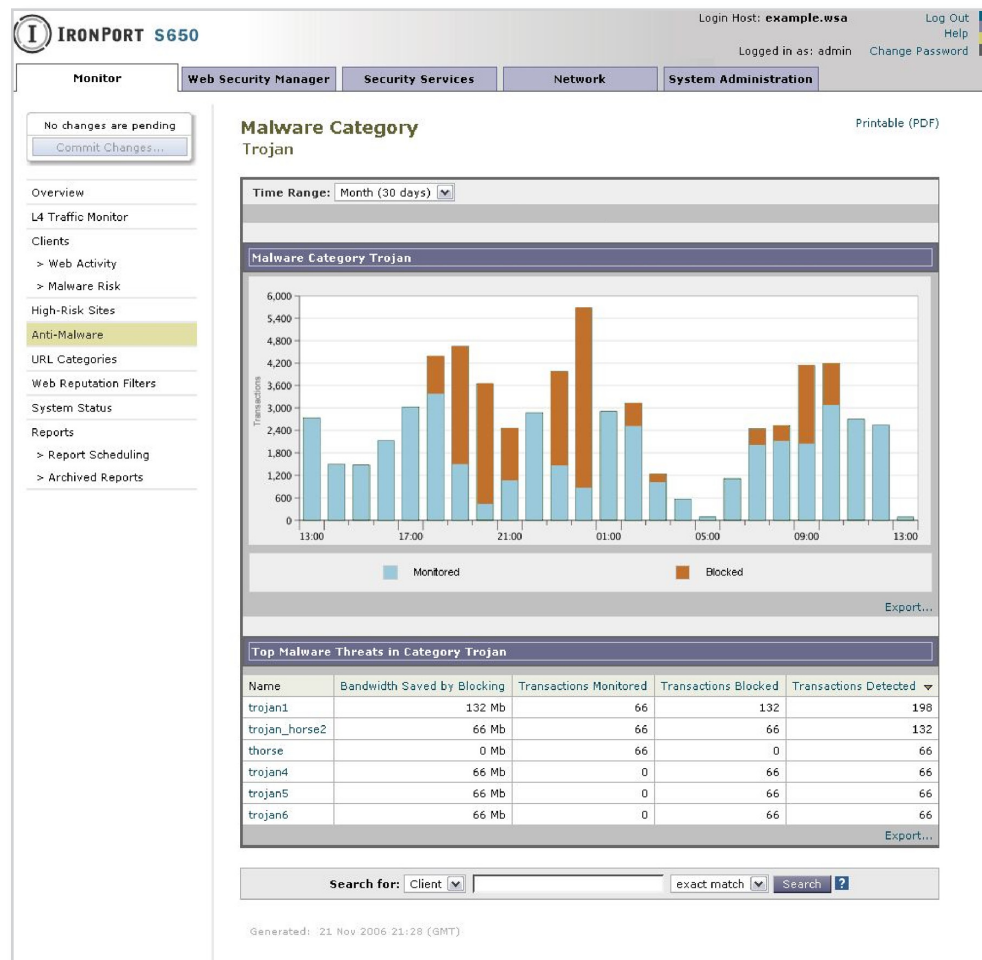 IRONPORT S650
Login Host: example.wsa
Log Out
Help
Logged in as: admin
Change Password
Monitor
Web Security Manager
Security Services
Network
System Administration
No changes are pending
Commit Changes...
Overview
L4 Traffic Monitor
Clients
> Web Activity
> Malware Risk
High-Risk Sites
Anti-Malware
URL Categories
Web Reputation Filters
System Status
Reports
> Report Scheduling
> Archived Reports
Malware Category
Trojan
Printable (PDF)
Time Range: Month (30 days)
Malware Category Trojan
6,000
5,400
4,800
4,200
3,600
3,000
2,400
1,800
1,200
600
0
Transactions
13:00 17:00 21:00 01:00 05:00 09:00 13:00
Monitored Blocked
Export...
Top Malware Threats in Category Trojan
Name Bandwidth Saved by Blocking Transactions Monitored Transactions Blocked Transactions Detected
trojan1 132 Mb 66 132 198
trojan_horse2 66 Mb 66 66 132
thorse 0 Mb 66 0 66
trojan4 66 Mb 0 66 66
trojan5 66 Mb 0 66 66
trojan6 66 Mb 0 66 66
Export...
Search for: Client exact match Search ?
Generated: 21 Nov 2006 21:28 (GMT)